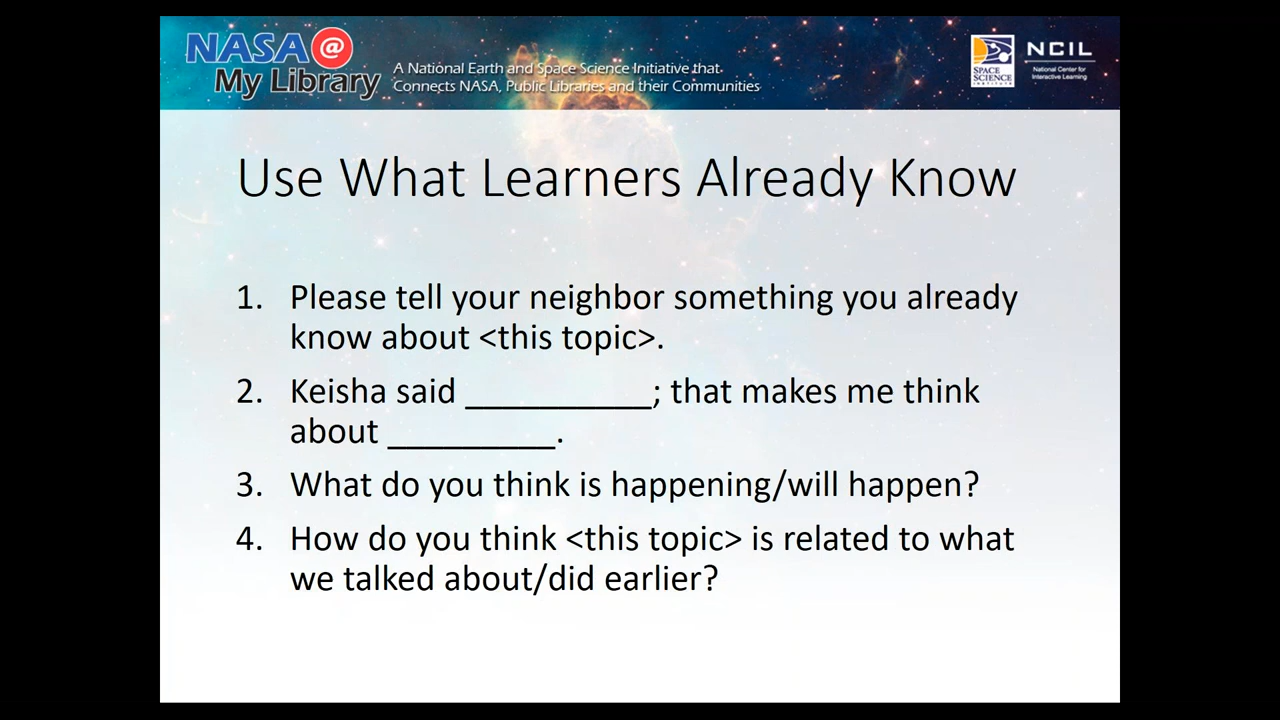 NASA@
My Library
A National Earth and Space Science Initiative that
Connects NASA, Public Libraries and their Communities
SPACE
SCIENCE
INSTITUTE
NCIL
National Center for
Interactive Learning
Use What Learners Already Know
1. Please tell your neighbor something you already
know about <this topic>.
2. Keisha said __________; that makes me think
about _________.
3. What do you think is happening/will happen?
4. How do you think <this topic> is related to what
we talked about/did earlier?